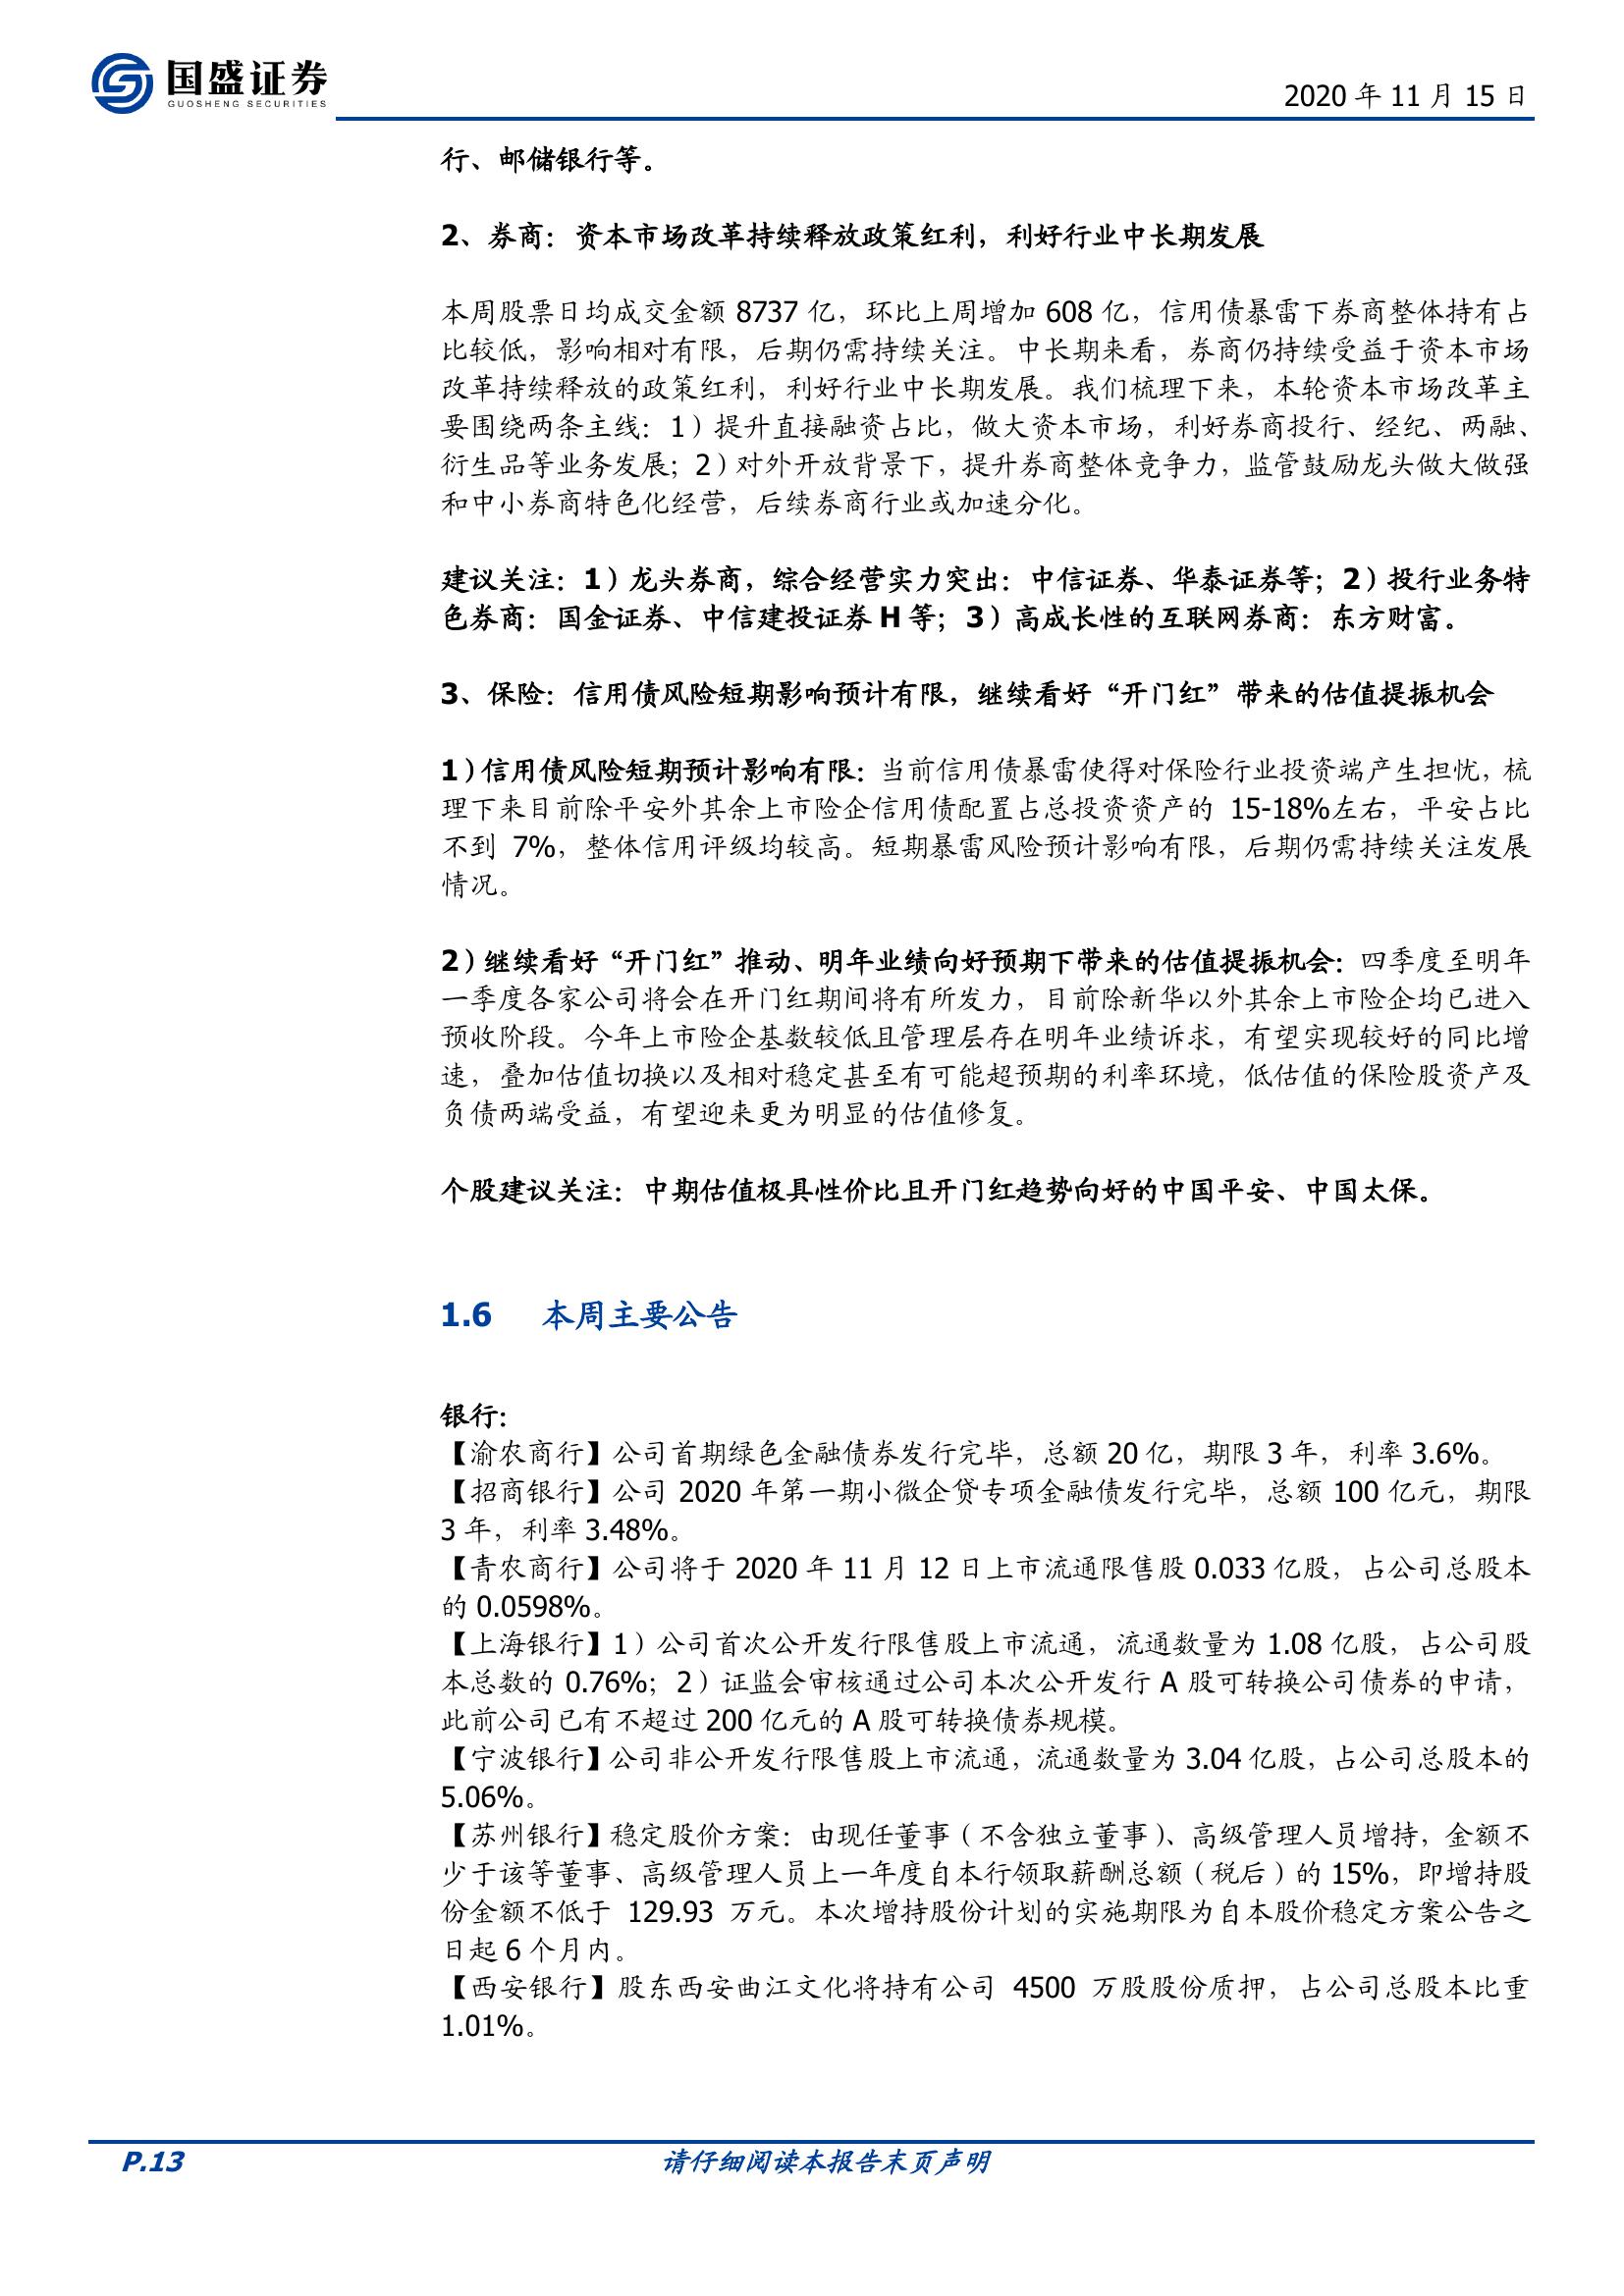 国盛证券
GUOSHENG SECURITIES
2020 年 11 月 15 日
行、邮储银行等。
2、券商：资本市场改革持续释放政策红利，利好行业中长期发展
本周股票日均成交金额 8737 亿，环比上周增加 608 亿，信用债暴雷下券商整体持有占
比较低，影响相对有限，后期仍需持续关注。中长期来看，券商仍持续受益于资本市场
改革持续释放的政策红利，利好行业中长期发展。我们梳理下来，本轮资本市场改革主
要围绕两条主线：1）提升直接融资占比，做大资本市场，利好券商投行、经纪、两融、
衍生品等业务发展；2）对外开放背景下，提升券商整体竞争力，监管鼓励龙头做大做强
和中小券商特色化经营，后续券商行业或加速分化。
建议关注：1）龙头券商，综合经营实力突出：中信证券、华泰证券等；2）投行业务特
色券商：国金证券、中信建投证券 H 等；3）高成长性的互联网券商：东方财富。
3、保险：信用债风险短期影响预计有限，继续看好“开门红”带来的估值提振机会
1）信用债风险短期预计影响有限：当前信用债暴雷使得对保险行业投资端产生担忧，梳
理下来目前除平安外其余上市险企信用债配置占总投资资产的 15-18%左右，平安占比
不到 7%，整体信用评级均较高。短期暴雷风险预计影响有限，后期仍需持续关注发展
情况。
2）继续看好“开门红”推动、明年业绩向好预期下带来的估值提振机会：四季度至明年
一季度各家公司将会在开门红期间将有所发力，目前除新华以外其余上市险企均已进入
预收阶段。今年上市险企基数较低且管理层存在明年业绩诉求，有望实现较好的同比增
速，叠加估值切换以及相对稳定甚至有可能超预期的利率环境，低估值的保险股资产及
负债两端受益，有望迎来更为明显的估值修复。
个股建议关注：中期估值极具性价比且开门红趋势向好的中国平安、中国太保。
1.6 本周主要公告
银行：
【渝农商行】公司首期绿色金融债券发行完毕，总额 20 亿，期限 3 年，利率 3.6%。
【招商银行】公司 2020 年第一期小微企贷专项金融债发行完毕，总额 100 亿元，期限
3 年，利率 3.48%。
【青农商行】公司将于 2020 年 11 月 12 日上市流通限售股 0.033 亿股，占公司总股本
的 0.0598%。
【上海银行】1）公司首次公开发行限售股上市流通，流通数量为 1.08 亿股，占公司股
本总数的 0.76%；2）证监会审核通过公司本次公开发行 A 股可转换公司债券的申请，
此前公司已有不超过 200 亿元的 A 股可转换债券规模。
【宁波银行】公司非公开发行限售股上市流通，流通数量为 3.04 亿股，占公司总股本的
5.06%。
【苏州银行】稳定股价方案：由现任董事（不含独立董事）、高级管理人员增持，金额不
少于该等董事、高级管理人员上一年度自本行领取薪酬总额（税后）的 15%，即增持股
份金额不低于 129.93 万元。本次增持股份计划的实施期限为自本股价稳定方案公告之
日起 6 个月内。
【西安银行】股东西安曲江文化将持有公司 4500 万股股份质押，占公司总股本比重
1.01%。
P.13
请仔细阅读本报告末页声明